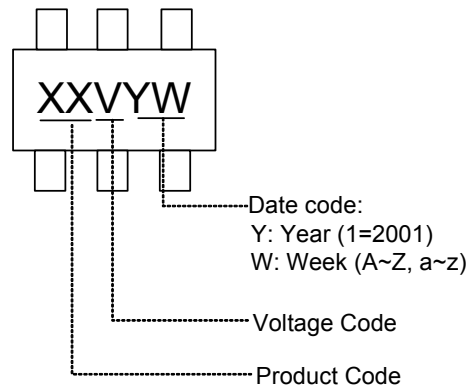 XXVYW
Date code:
Y: Year (1=2001)
W: Week (A~Z, a~z)
Voltage Code
Product Code